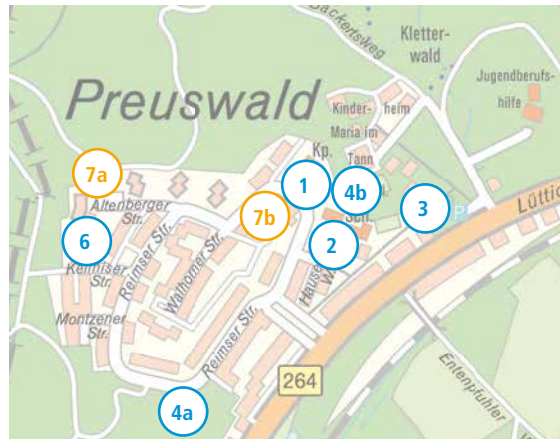 Backertsweg
Kletter-
wald
Jugendberufs-
hilfe
Preuswald
Kinder-
heim
Maria im
Tann
Kp.
7a
1
4b
3
P
Lüttic
Altenberger
Str.
7b
Sch.
6
2
Reimser
Str.
Reimser Str.
Walhorner Str.
Reimser Str.
Montzener
Str.
264
Entenpfuhler
4a